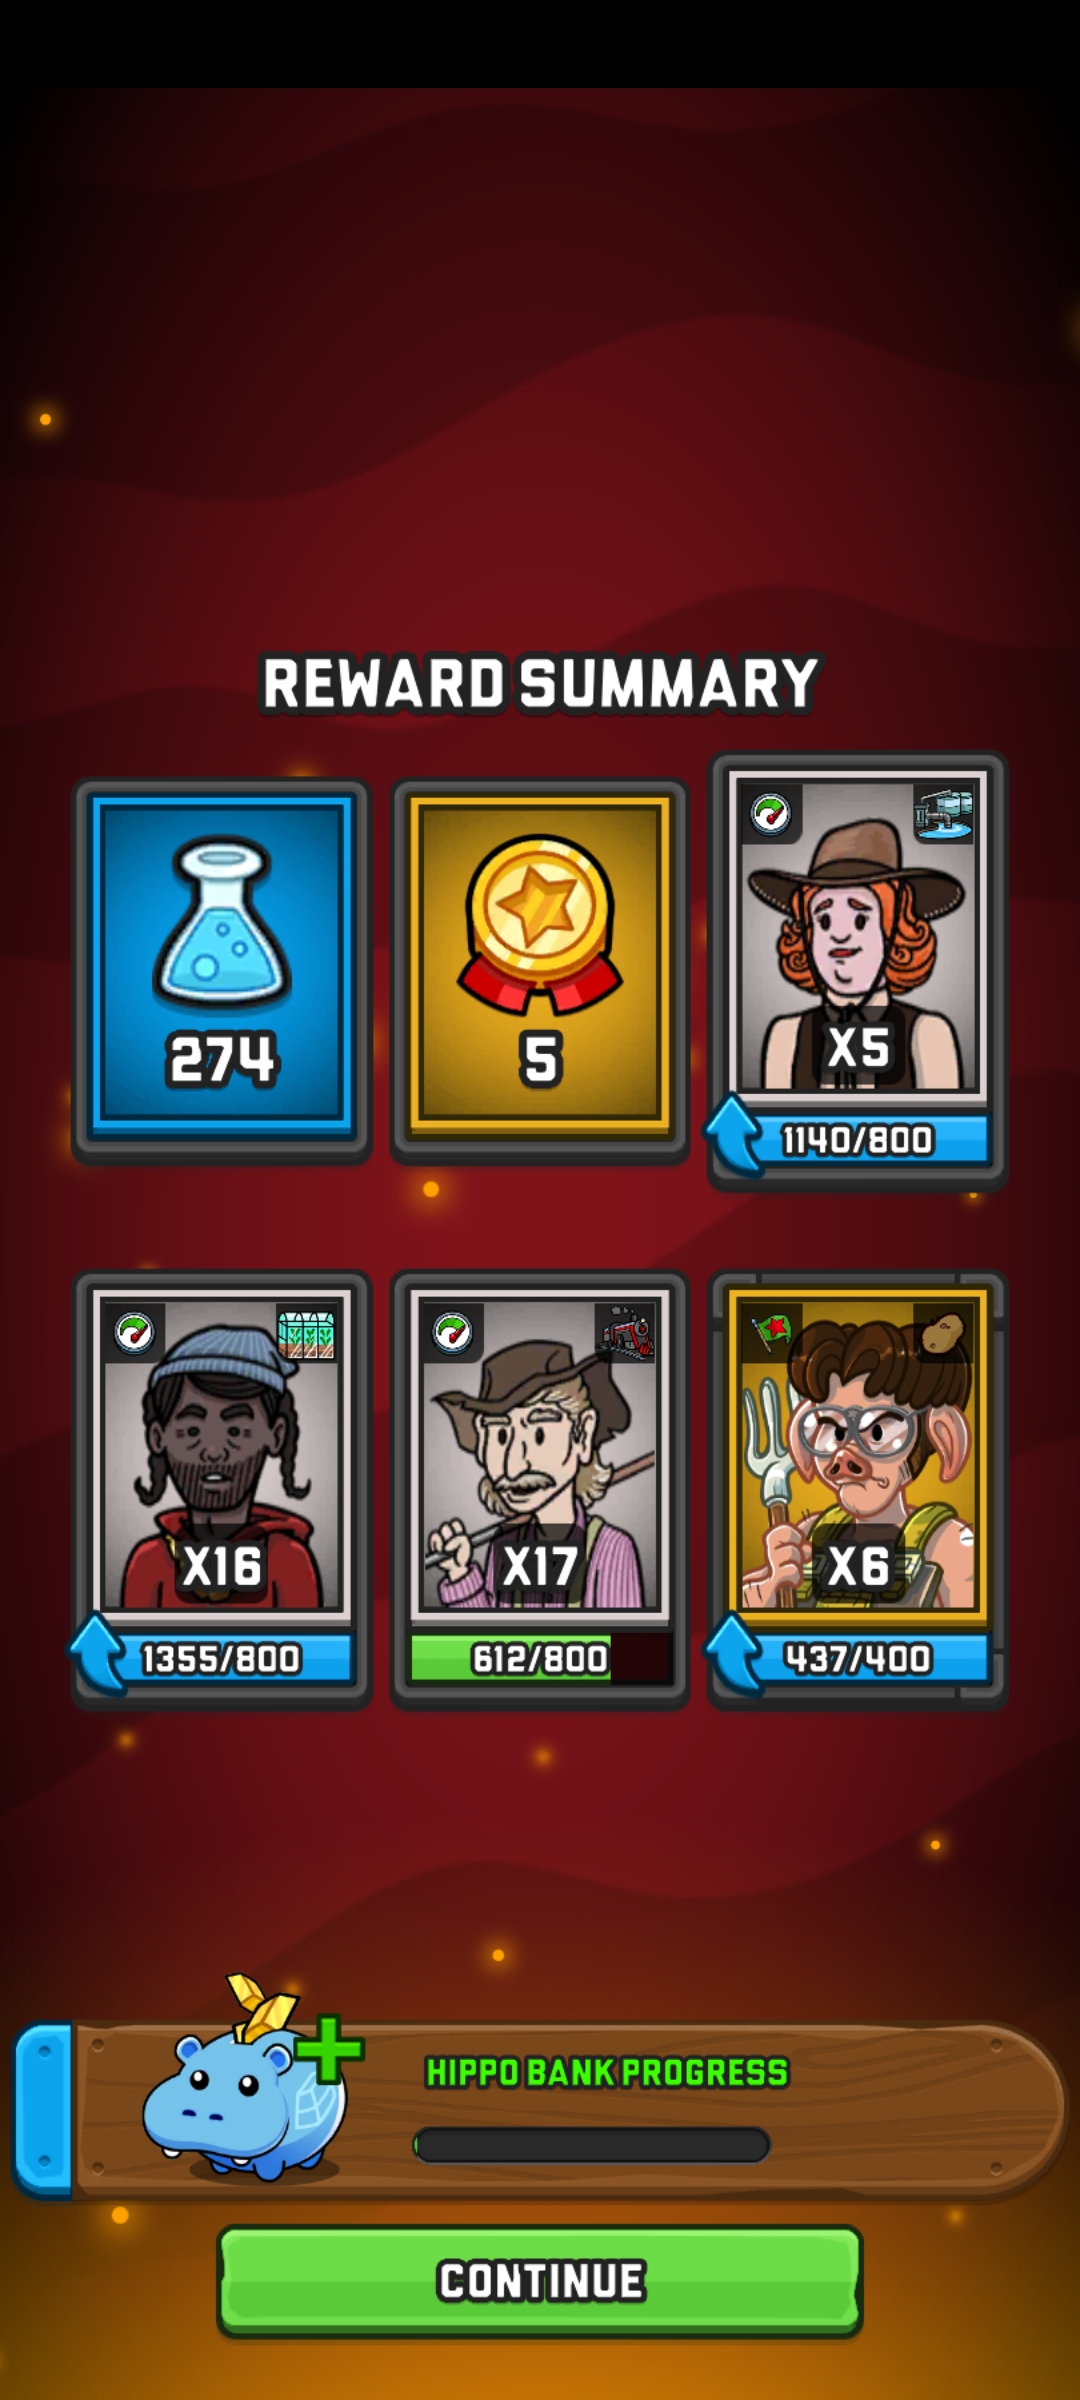 REWARD SUMMARY
274
5
X5
1140/800
X16
1355/800
X17
612/800
X6
437/400
HIPPO BANK PROGRESS
CONTINUE